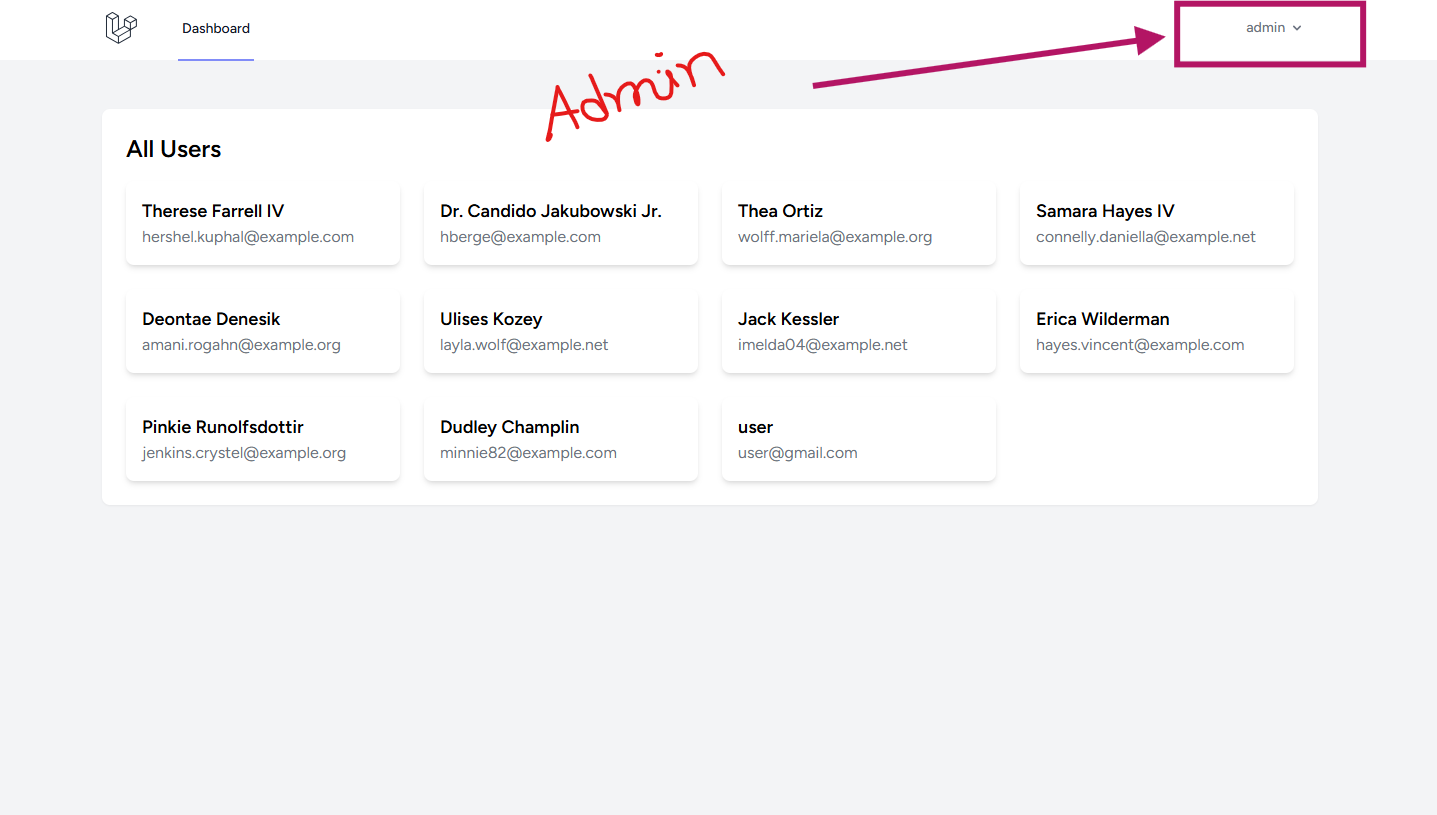 Dashboard
admin
Admin
All Users
Therese Farrell IV
hershel.kuphal@example.com
Dr. Candido Jakubowski Jr.
hberge@example.com
Thea Ortiz
wolff.mariela@example.org
Samara Hayes IV
connelly.daniella@example.net
Deontae Denesik
amani.rogahn@example.org
Ulises Kozey
layla.wolf@example.net
Jack Kessler
imelda04@example.net
Erica Wilderman
hayes.vincent@example.com
Pinkie Runolfsdottir
jenkins.crystel@example.org
Dudley Champlin
minnie82@example.com
user
user@gmail.com